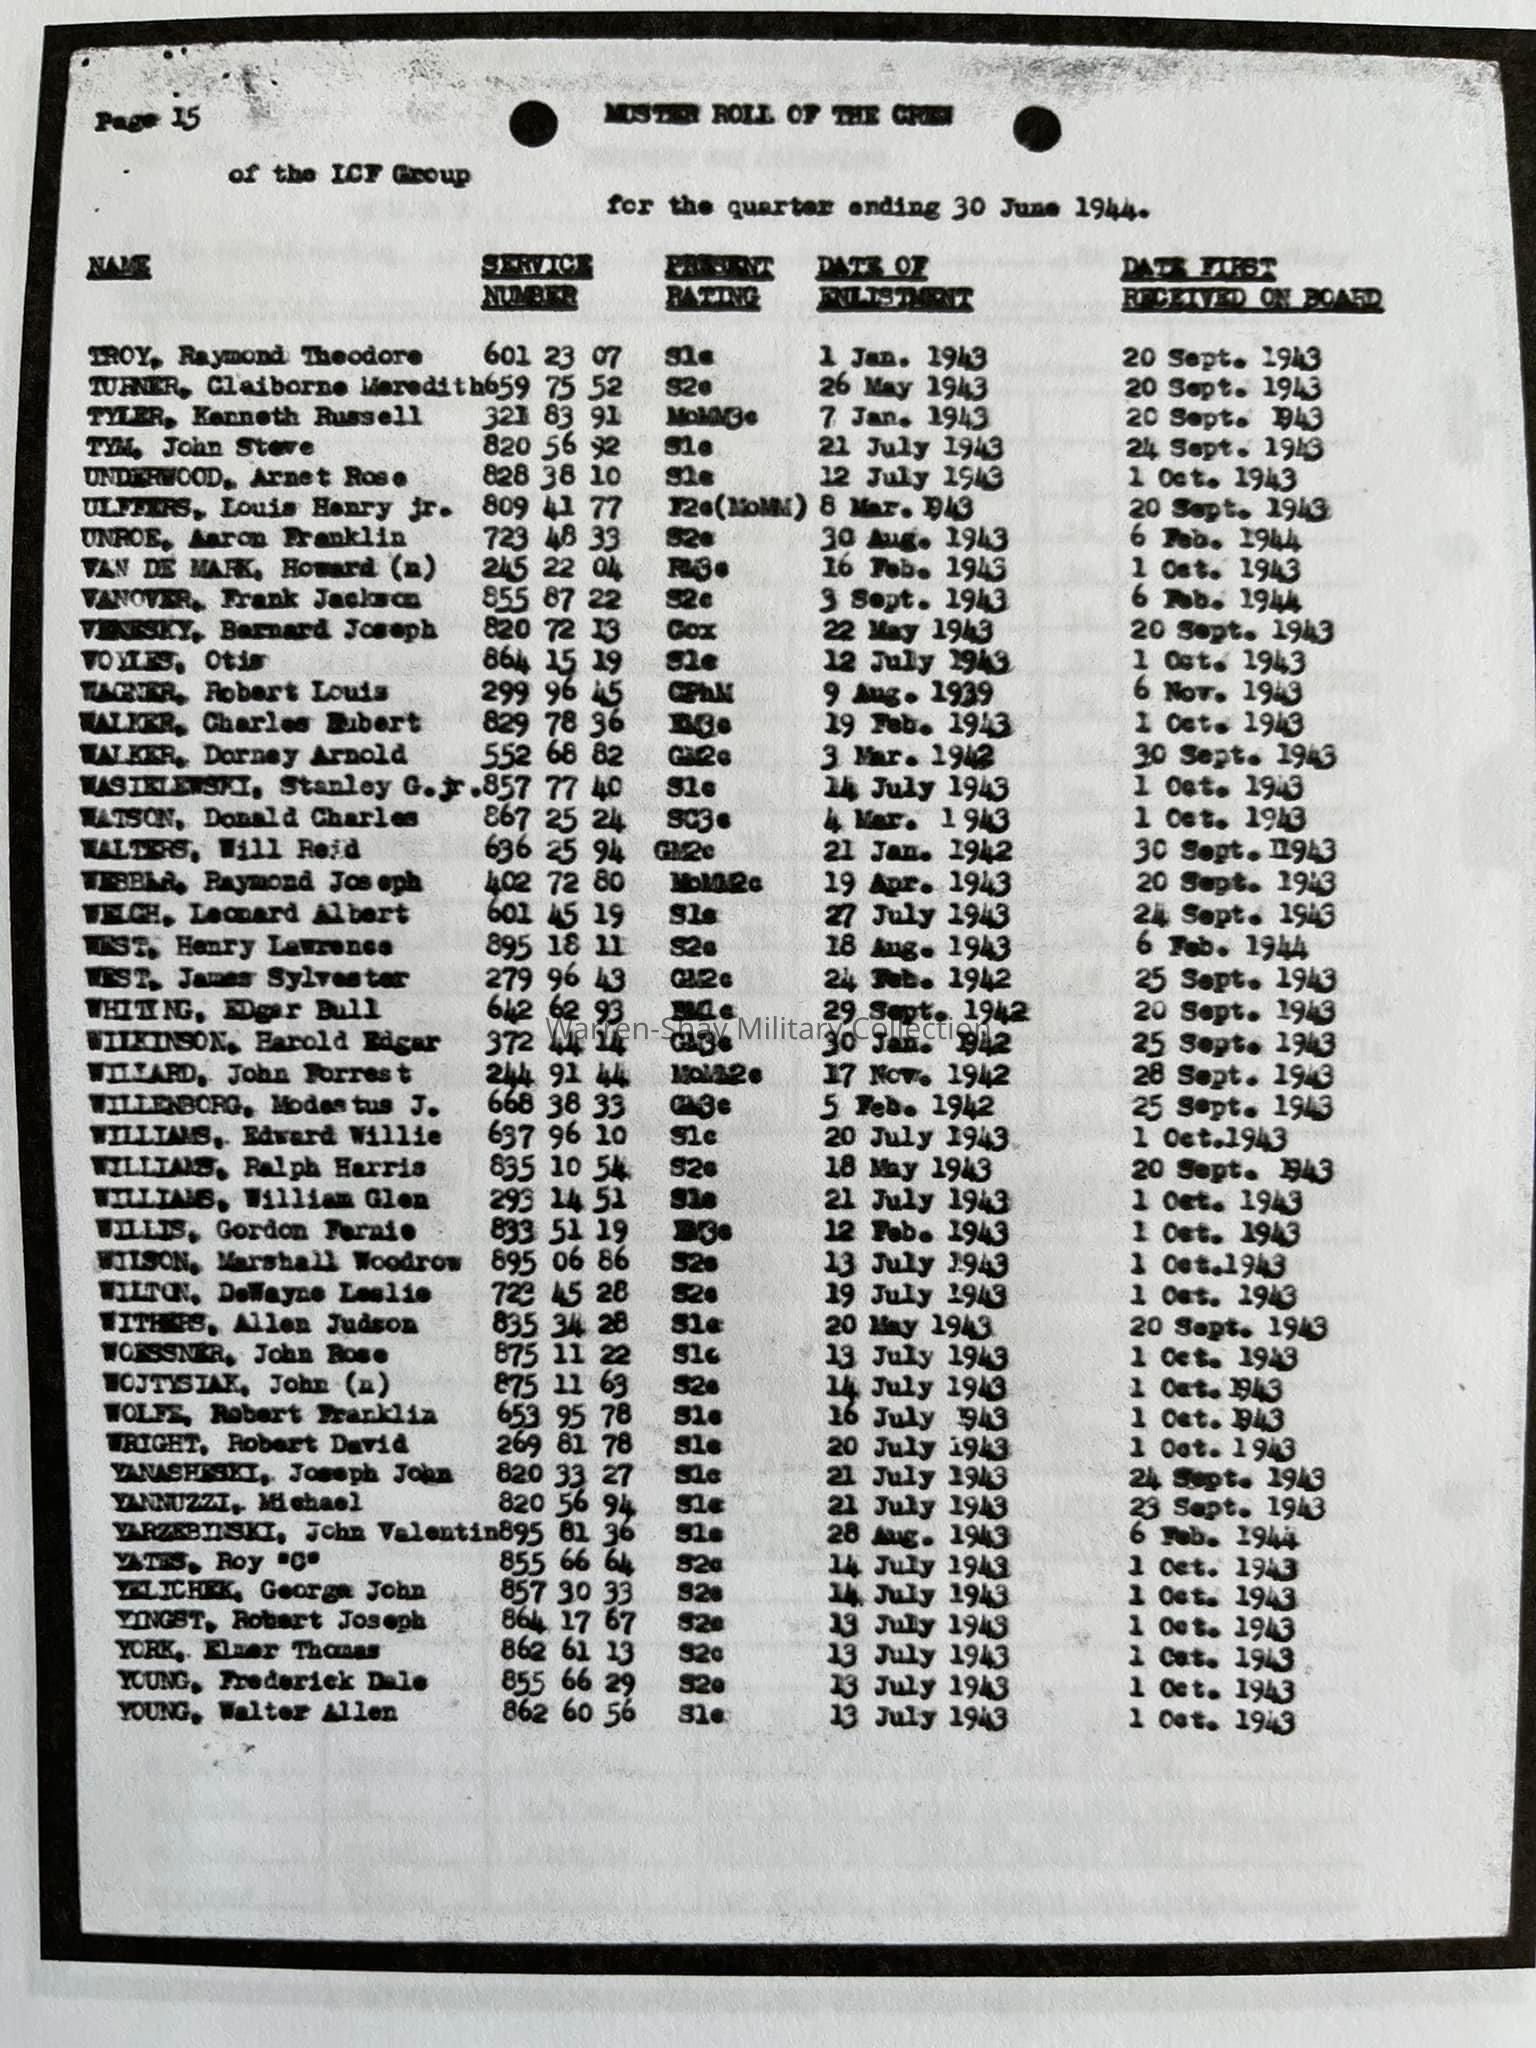 Page 15
MUSTER ROLL OF THE CREW
of the LCF Group
for the quarter ending 30 June 1944.
NAME SERVICE PRESENT DATE OF DATE FIRST
NUMBER RATING ENLISTMENT RECEIVED ON BOARD
TROY, Raymond Theodore 601 23 07 S1c 1 Jan. 1943 20 Sept. 1943
TURNER, Claiborne Meredith 659 75 52 S2c 26 May 1943 20 Sept. 1943
TYLER, Kenneth Russell 321 83 91 MoMM3c 7 Jan. 1943 20 Sept. 1943
TYM, John Steve 820 56 92 S1c 21 July 1943 24 Sept. 1943
UNDERWOOD, Arnet Rose 828 38 10 S1c 12 July 1943 1 Oct. 1943
ULFFERS, Louis Henry jr. 809 41 77 F2c(MoMM) 8 Mar. 1943 20 Sept. 1943
UNROE, Aaron Franklin 723 48 33 S2c 30 Aug. 1943 6 Feb. 1944
VAN DE MARK, Howard (n) 245 22 04 RM3c 16 Feb. 1943 1 Oct. 1943
VANOVER, Frank Jackson 855 87 22 S2c 3 Sept. 1943 6 Feb. 1944
VENESKY, Bernard Joseph 820 72 13 Cox 22 May 1943 20 Sept. 1943
VOYLES, Otis 864 15 19 S1c 12 July 1943 1 Oct. 1943
WAGNER, Robert Louis 299 96 45 CPhM 9 Aug. 1939 6 Nov. 1943
WALKER, Charles Hubert 829 78 36 19 Feb. 1943 1 Oct. 1943
WALKER, Dorney Arnold 552 68 82 GM2c 3 Mar. 1942 30 Sept. 1943
WASIELEWSKI, Stanley G.jr. 857 77 40 S1c 14 July 1943 1 Oct. 1943
WATSON, Donald Charles 867 25 24 SC3c 4 Mar. 1943 1 Oct. 1943
WALTERS, Will Reid 636 25 94 GM2c 21 Jan. 1942 30 Sept. 1943
Raymond Joseph 402 72 80 MoMM2c 19 Apr. 1943 20 Sept. 1943
WELCH, Leonard Albert 601 45 19 S1c 27 July 1943 24 Sept. 1943
WEST, Henry Lawrence 895 18 11 S2c 18 Aug. 1943 6 Feb. 1944
WEST, James Sylvester 279 96 43 GM2c 24 Feb. 1942 25 Sept. 1943
WHITING, EDgar Bull 642 62 93 29 Sept. 1942 20 Sept. 1943
Warren-Shay Military Collection
WILKINSON, Harold Edgar 372 44 14 GM3c 30 Jan. 1942 25 Sept. 1943
WILLARD, John Forrest 244 91 44 MoMM2c 17 Nov. 1942 28 Sept. 1943
WILLENBORG, Modestus J. 668 38 33 GM3c 5 Feb. 1942 25 Sept. 1943
WILLIAMS, Edward Willie 637 96 10 S1c 20 July 1943 1 Oct.1943
WILLIAMS, Ralph Harris 835 10 54 S2c 18 May 1943 20 Sept. 1943
WILLIAMS, William Glen 293 14 51 S1c 21 July 1943 1 Oct. 1943
WILLIS, Gordon Fernie 833 51 19 12 Feb. 1943 1 Oct. 1943
WILSON, Marshall Woodrow 895 06 86 S2c 13 July 1943 1 Oct.1943
WILTON, DeWayne Leslie 723 45 28 S2c 19 July 1943 1 Oct. 1943
WITHERS, Allen Judson 835 34 28 S1c 20 May 1943 20 Sept. 1943
WOESSNER, John Rose 875 11 22 S1c 13 July 1943 1 Oct. 1943
WOJTYSIAK, John (n) 875 11 63 S2c 14 July 1943 1 Oct. 1943
WOLFE, Robert Franklin 653 95 78 S1c 16 July 1943 1 Oct. 1943
WRIGHT, Robert David 269 81 78 S1c 20 July 1943 1 Oct. 1943
YANASHESKI, Joseph John 820 33 27 S1c 21 July 1943 24 Sept. 1943
YANNUZZI, Michael 820 56 94 S1c 21 July 1943 23 Sept. 1943
YARZEBINSKI, John Valentin 895 81 36 S1c 28 Aug. 1943 6 Feb. 1944
YATES, Roy "C" 855 66 64 S2c 14 July 1943 1 Oct. 1943
YELICHEK, George John 857 30 33 S2c 14 July 1943 1 Oct. 1943
YINGST, Robert Joseph 864 17 67 S2c 13 July 1943 1 Oct. 1943
YORK, Elmer Thomas 862 61 13 S2c 13 July 1943 1 Oct. 1943
YOUNG, Frederick Dale 855 66 29 S2c 13 July 1943 1 Oct. 1943
YOUNG, Walter Allen 862 60 56 S1c 13 July 1943 1 Oct. 1943